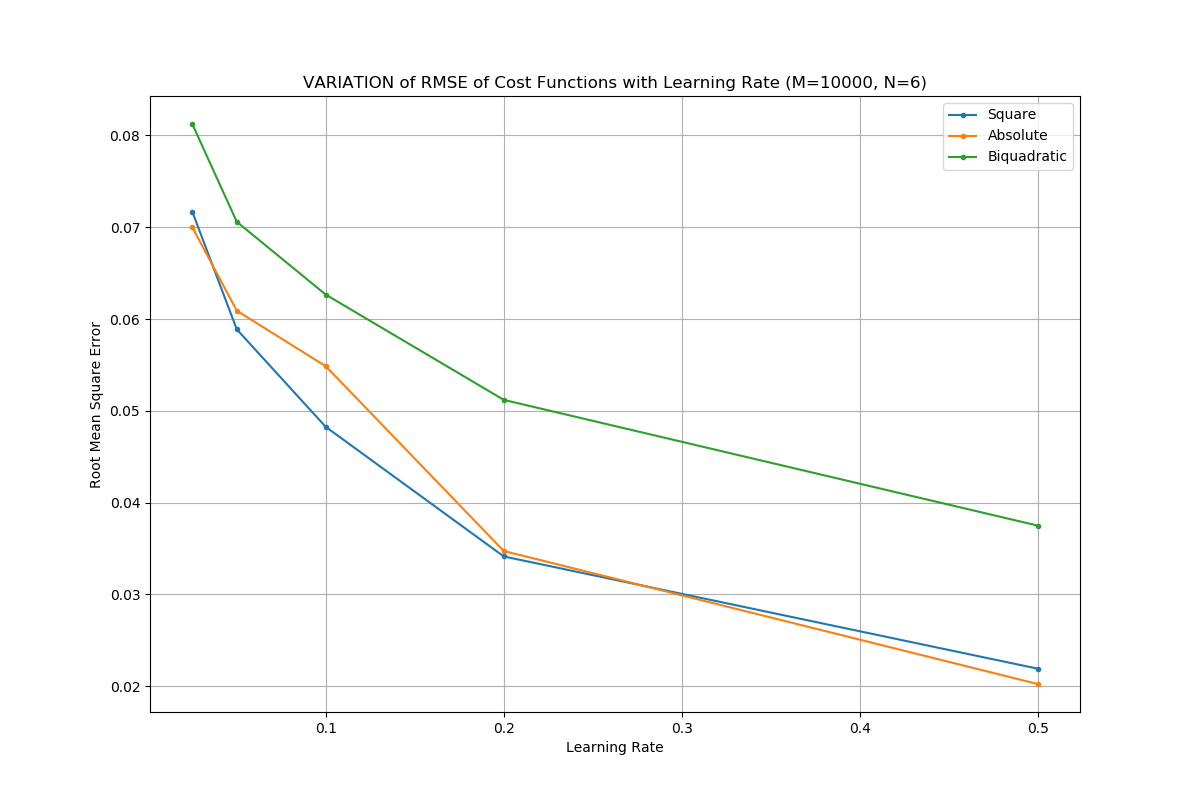 VARIATION of RMSE of Cost Functions with Learning Rate (M=10000, N=6)
Square
Absolute
Biquadratic
Root Mean Square Error
0.08
0.07
0.06
0.05
0.04
0.03
0.02
0.1 0.2 0.3 0.4 0.5
Learning Rate